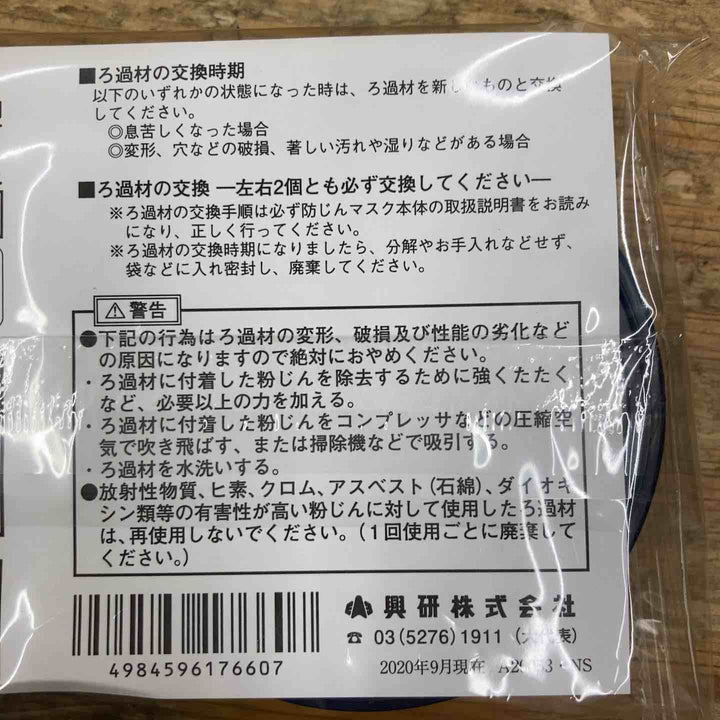 ■ろ過材の交換時期
以下のいずれかの状態になった時は、ろ過材を新しいものと交換
してください。
◎息苦しくなった場合
◎変形、穴などの破損、著しい汚れや湿りなどがある場合
■ろ過材の交換 ―左右2個とも必ず交換してください―
※ろ過材の交換手順は必ず防じんマスク本体の取扱説明書をお読み
になり、正しく行ってください。
※ろ過材の交換時期になりましたら、分解やお手入れなどせず、
袋などに入れ密封し、廃棄してください。
⚠警告
●下記の行為はろ過材の変形、破損及び性能の劣化など
の原因になりますので絶対におやめください。
・ろ過材に付着した粉じんを除去するために強くたたく
など、必要以上の力を加える。
・ろ過材に付着した粉じんをコンプレッサなどの圧縮空
気で吹き飛ばす、または掃除機などで吸引する。
・ろ過材を水洗いする。
●放射性物質、ヒ素、クロム、アスベスト(石綿)、ダイオキ
シン類等の有害性が高い粉じんに対して使用したろ過材
は、再使用しないでください。(1回使用ごとに廃棄して
ください。)
興研株式会社
☎ 03(5276)1911(大代表)
4984596176607
2020年9月現在